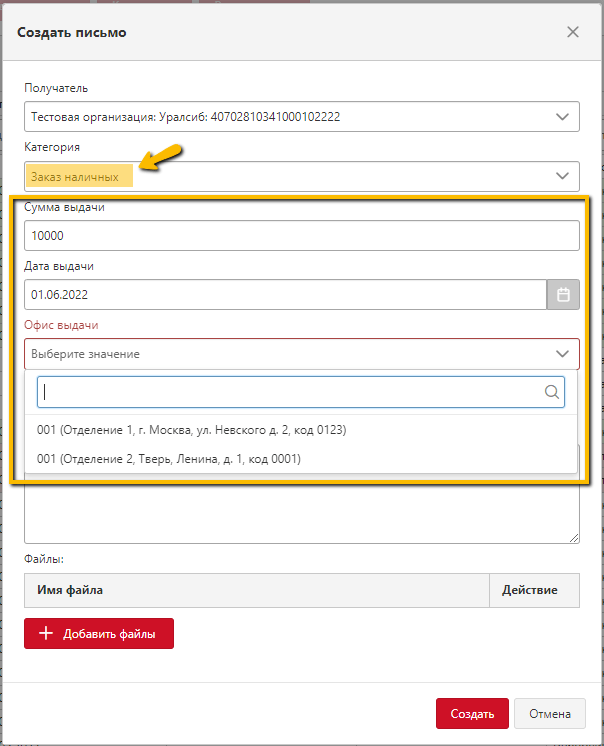 Создать письмо
Получатель
Тестовая организация: Уралсиб: 40702810341000102222
Категория
Заказ наличных
Сумма выдачи
10000
Дата выдачи
01.06.2022
Офис выдачи
Выберите значение
001 (Отделение 1, г. Москва, ул. Невского д. 2, код 0123)
001 (Отделение 2, Тверь, Ленина, д. 1, код 0001)
Файлы:
Имя файла Действие
Добавить файлы
Создать Отмена